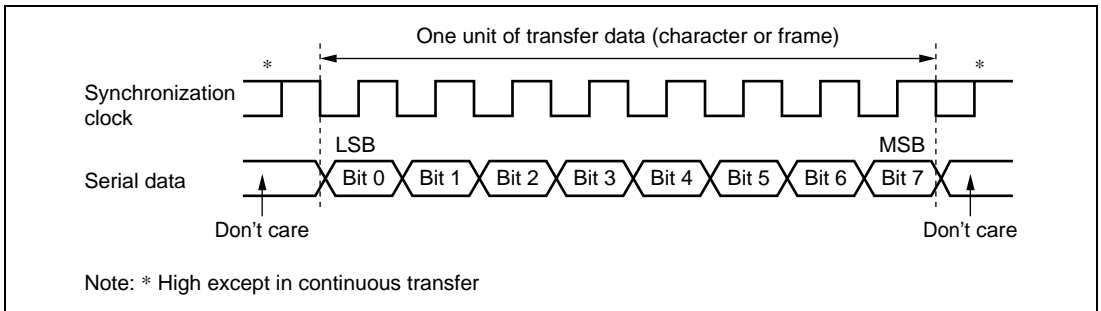 One unit of transfer data (character or frame)
* *
Synchronization
clock
LSB MSB
Serial data Bit 0 Bit 1 Bit 2 Bit 3 Bit 4 Bit 5 Bit 6 Bit 7
Don't care Don't care
Note: * High except in continuous transfer